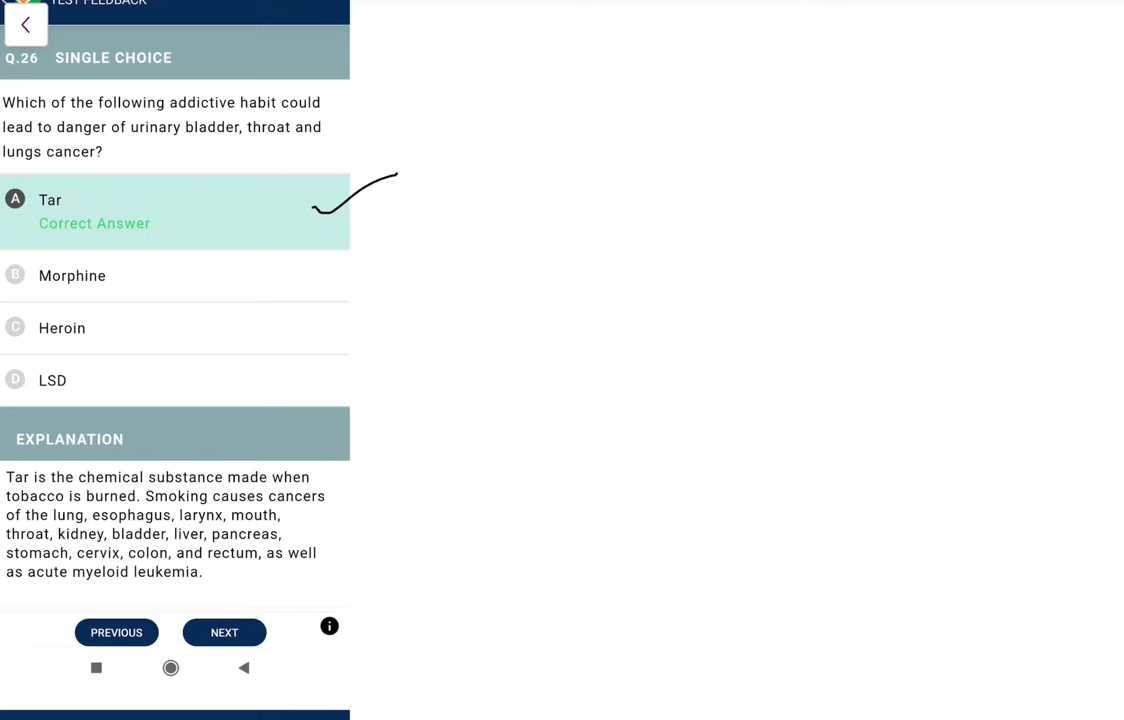 TEST FEEDBACK
Q.26 SINGLE CHOICE
Which of the following addictive habit could
lead to danger of urinary bladder, throat and
lungs cancer?
A Tar
Correct Answer
B Morphine
C Heroin
D LSD
EXPLANATION
Tar is the chemical substance made when
tobacco is burned. Smoking causes cancers
of the lung, esophagus, larynx, mouth,
throat, kidney, bladder, liver, pancreas,
stomach, cervix, colon, and rectum, as well
as acute myeloid leukemia.
PREVIOUS NEXT